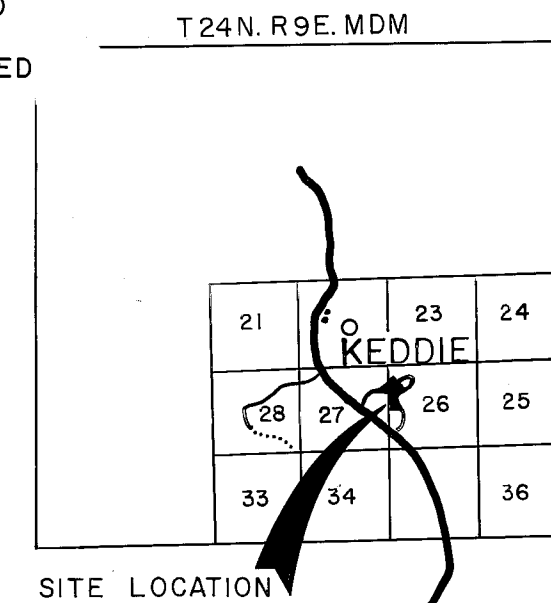 T24N. R9E. MDM
ED
21 23 24
KEDDIE
28 27 26 25
33 34 36
SITE LOCATION